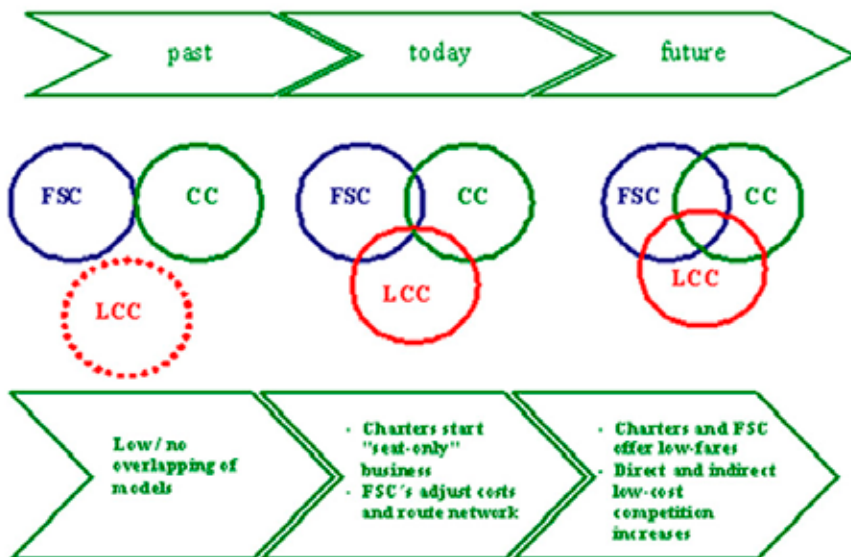 past
today
future
FSC
CC
LCC
FSC
CC
LCC
FSC
CC
LCC
Low / no
overlapping of
models
- Charters start
"seat-only"
business
- FSC´s adjust costs
and route network
- Charters and FSC
offer low-fares
- Direct and indirect
low-cost
competition
increases